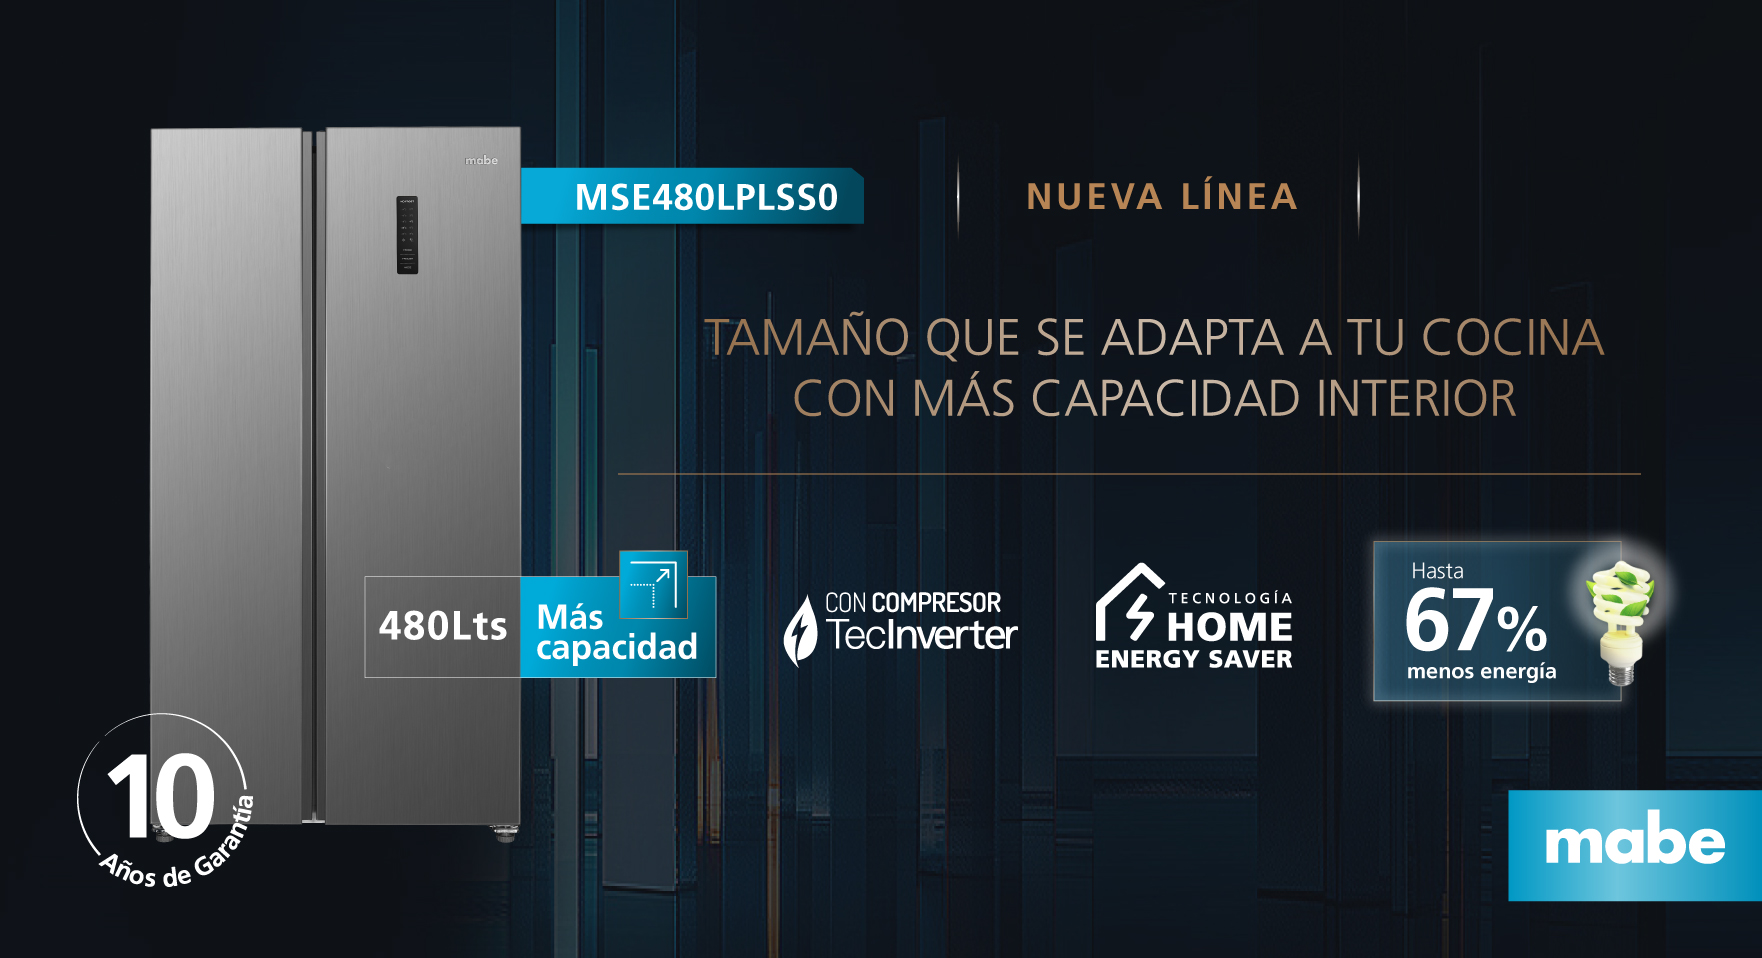 mabe
MSE480LPLSS0
NUEVA LÍNEA
TAMAÑO QUE SE ADAPTA A TU COCINA
CON MÁS CAPACIDAD INTERIOR
480Lts
Más
capacidad
CON COMPRESOR
TecInverter
TECNOLOGÍA
HOME
ENERGY SAVER
Hasta
67%
menos energía
10
Años de Garantía
mabe